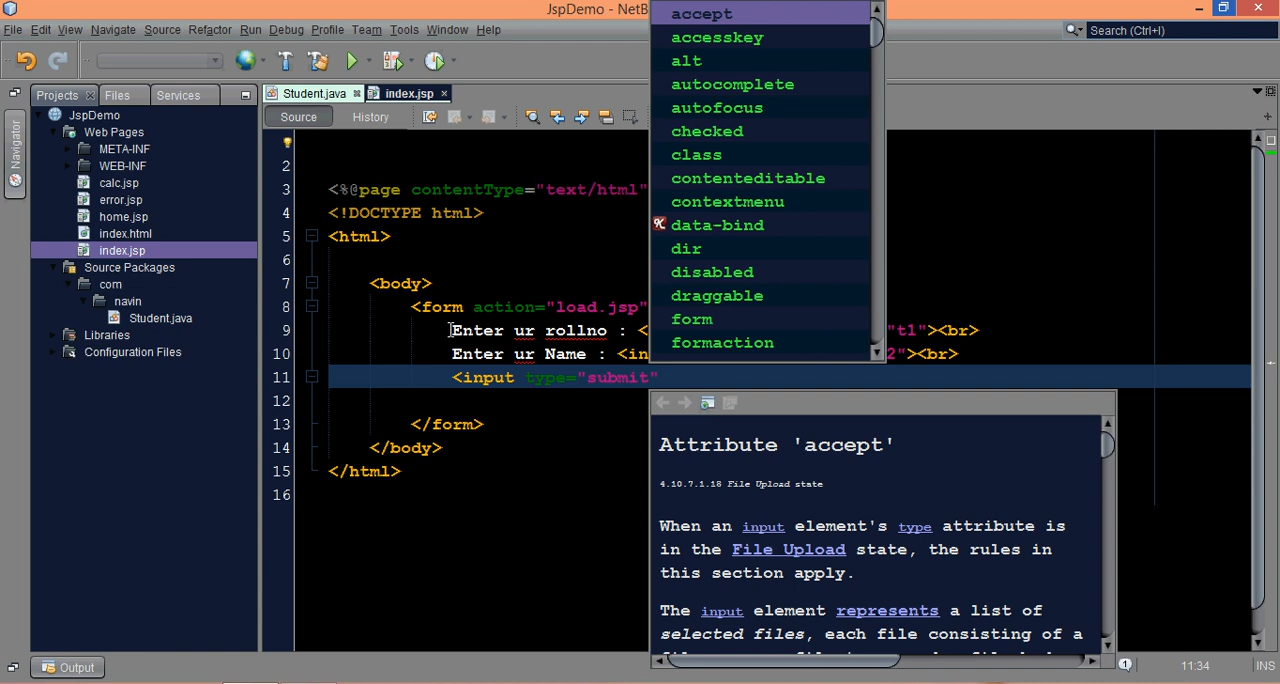 JspDemo - NetB
File Edit View Navigate Source Refactor Run Debug Profile Team Tools Window Help
Search (Ctrl+I)
Projects Files Services
Student.java index.jsp
Source History
Navigator
JspDemo
Web Pages
META-INF
WEB-INF
calc.jsp
error.jsp
home.jsp
index.html
index.jsp
Source Packages
com
navin
Student.java
Libraries
Configuration Files
2
3 <%@page contentType="text/html"
4 <!DOCTYPE html>
5 <html>
6
7 <body>
8 <form action="load.jsp"
9 Enter ur rollno : < "t1"><br>
10 Enter ur Name : <in 2"><br>
11 <input type="submit"
12
13 </form>
14 </body>
15 </html>
16
accept
accesskey
alt
autocomplete
autofocus
checked
class
contenteditable
contextmenu
data-bind
dir
disabled
draggable
form
formaction
Attribute 'accept'
4.10.7.1.18 File Upload state
When an input element's type attribute is
in the File Upload state, the rules in
this section apply.
The input element represents a list of
selected files, each file consisting of a
Output
1
11:34 INS